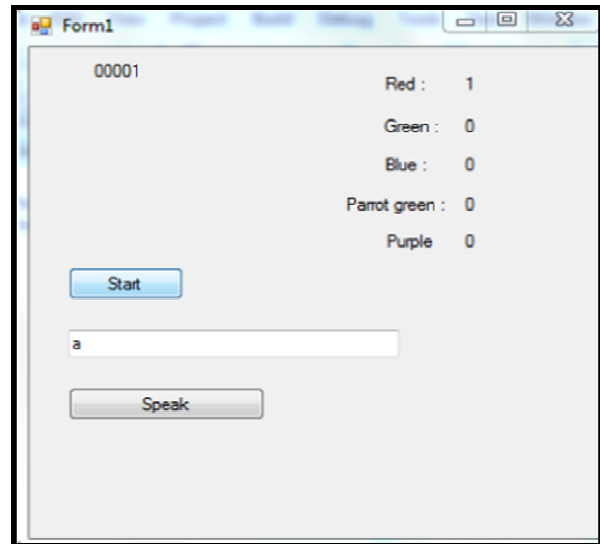 Form1
00001
Red : 1
Green : 0
Blue : 0
Parrot green : 0
Purple 0
Start
a
Speak